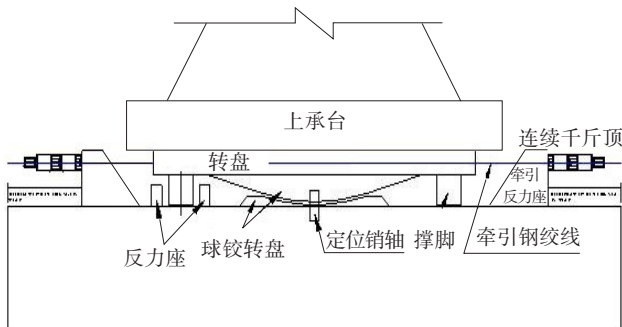 上承台
连续千斤顶
转盘
牵引
反力座
反力座
球铰转盘
定位销轴
撑脚
牵引钢绞线